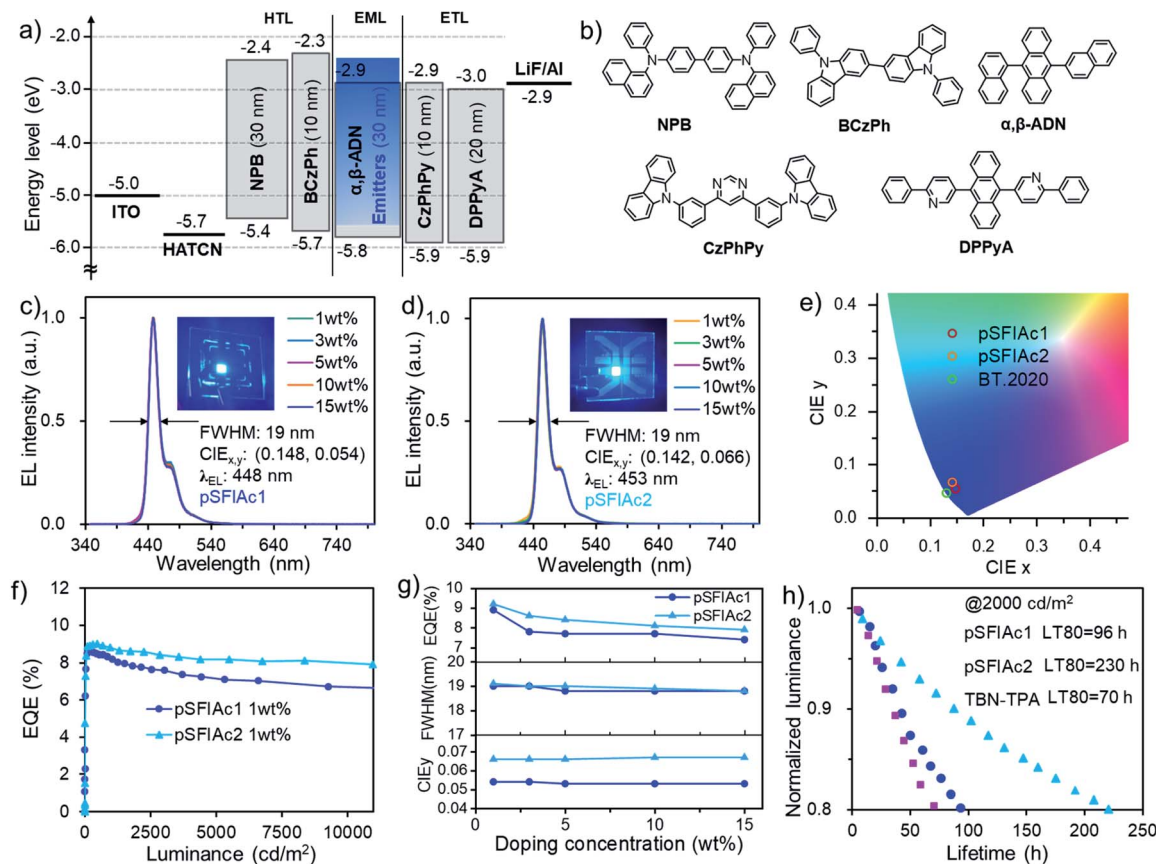 a)
HTL
EML
ETL
Energy level (eV)
-2.0
-3.0
-4.0
-5.0
-6.0
-5.0
ITO
-5.7
HATCN
-2.4
NPB (30 nm)
-5.4
-2.3
BCzPh (10 nm)
-5.7
-2.9
α,β-ADN
Emitters (30 nm)
-5.8
-2.9
CzPhPy (10 nm)
-5.9
-3.0
DPPyA (20 nm)
-5.9
LiF/Al
-2.9
b)
N
N
NPB
N
N
BCzPh
α,β-ADN
N
N
N
N
CzPhPy
N
N
DPPyA
c)
EL intensity (a.u.)
1.0
0.5
0.0
1wt%
3wt%
5wt%
10wt%
15wt%
FWHM: 19 nm
CIEx,y: (0.148, 0.054)
λEL: 448 nm
pSFIAc1
340 440 540 640 740
Wavelength (nm)
d)
EL intensity (a.u.)
1.0
0.5
0.0
1wt%
3wt%
5wt%
10wt%
15wt%
FWHM: 19 nm
CIEx,y: (0.142, 0.066)
λEL: 453 nm
pSFIAc2
340 440 540 640 740
Wavelength (nm)
e)
CIE y
0.4
0.3
0.2
0.1
0.0
pSFIAc1
pSFIAc2
BT.2020
0.0 0.1 0.2 0.3 0.4
CIE x
f)
EQE (%)
12
10
8
6
4
2
0
pSFIAc1 1wt%
pSFIAc2 1wt%
0 2500 5000 7500 10000
Luminance (cd/m2)
g)
EQE(%)
10
9
8
7
pSFIAc1
pSFIAc2
FWHM(nm)
20
19
18
17
CIEy
0.07
0.06
0.05
0.04
0 5 10 15
Doping concentration (wt%)
h)
Normalized luminance
1.0
0.9
0.8
@2000 cd/m2
pSFIAc1 LT80=96 h
pSFIAc2 LT80=230 h
TBN-TPA LT80=70 h
0 50 100 150 200 250
Lifetime (h)